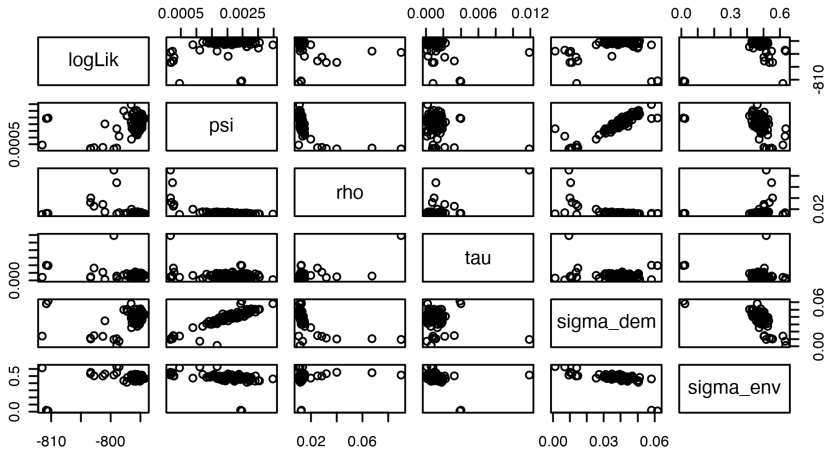 0.0005 0.0025 0.000 0.006 0.012 0.0 0.3 0.6
logLik -810
0.0005 psi
rho 0.02
0.000 tau
sigma_dem 0.00 0.06
0.0 0.5 sigma_env
-810 -800 0.02 0.06 0.00 0.03 0.06